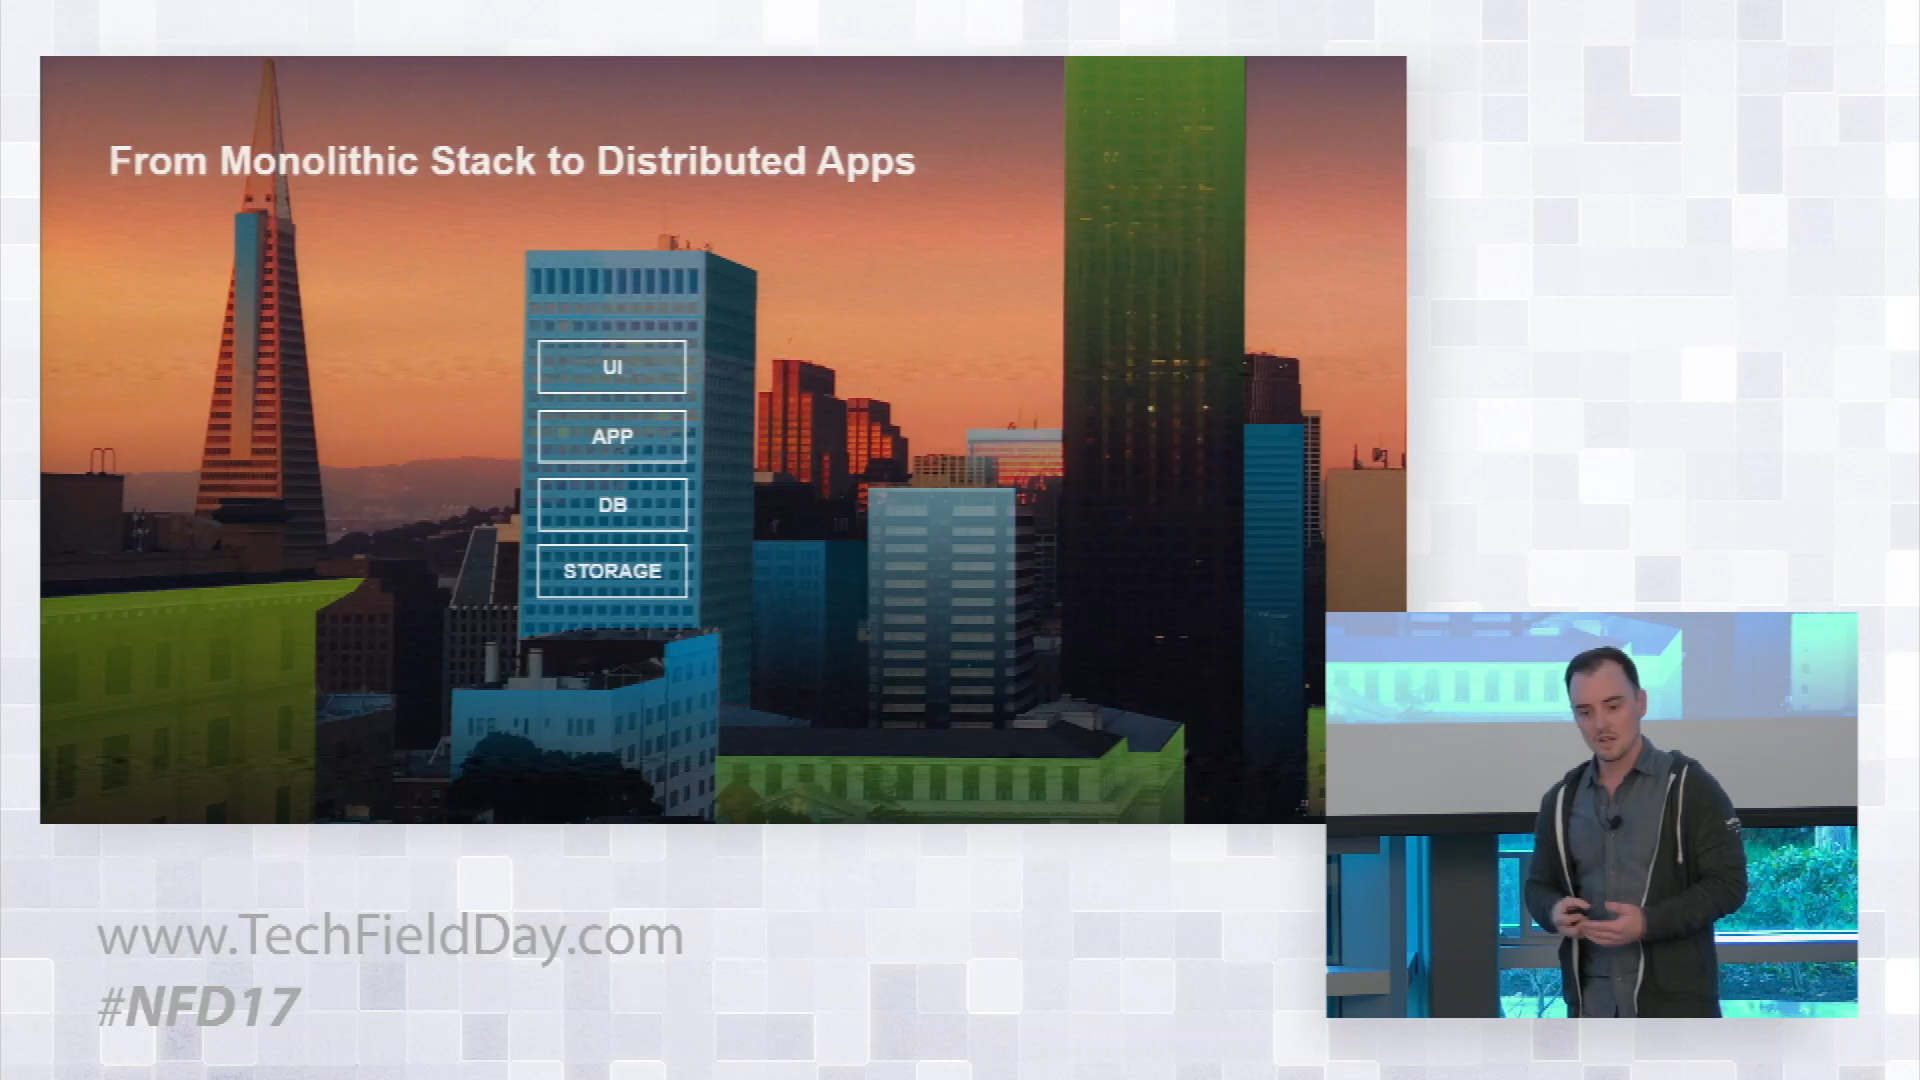 From Monolithic Stack to Distributed Apps
UI
APP
DB
STORAGE
www.TechFieldDay.com
#NFD17